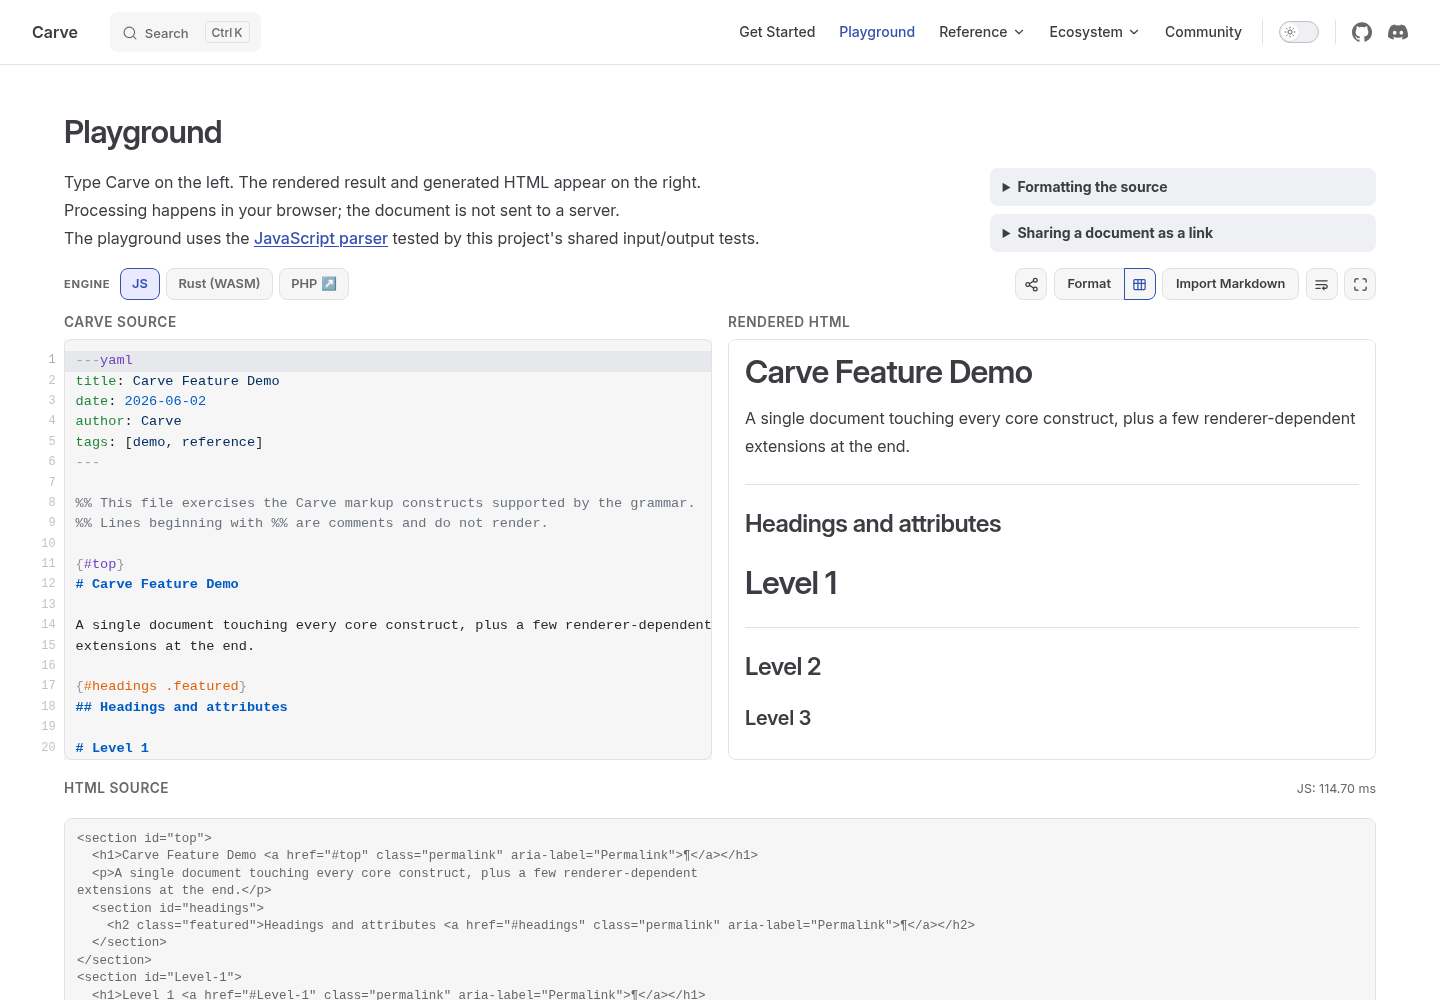 Carve
Search Ctrl K
Get Started Playground Reference Ecosystem Community
Playground
Type Carve on the left. The rendered result and generated HTML appear on the right.
Processing happens in your browser; the document is not sent to a server.
The playground uses the JavaScript parser tested by this project's shared input/output tests.
▶ Formatting the source
▶ Sharing a document as a link
ENGINE JS Rust (WASM) PHP ↗
Format Import Markdown
CARVE SOURCE
1 ---yaml
2 title: Carve Feature Demo
3 date: 2026-06-02
4 author: Carve
5 tags: [demo, reference]
6 ---
7
8 %% This file exercises the Carve markup constructs supported by the grammar.
9 %% Lines beginning with %% are comments and do not render.
10
11 {#top}
12 # Carve Feature Demo
13
14 A single document touching every core construct, plus a few renderer-dependent
15 extensions at the end.
16
17 {#headings .featured}
18 ## Headings and attributes
19
20 # Level 1
RENDERED HTML
Carve Feature Demo
A single document touching every core construct, plus a few renderer-dependent
extensions at the end.
Headings and attributes
Level 1
Level 2
Level 3
HTML SOURCE
JS: 114.70 ms
<section id="top">
  <h1>Carve Feature Demo <a href="#top" class="permalink" aria-label="Permalink">¶</a></h1>
  <p>A single document touching every core construct, plus a few renderer-dependent
extensions at the end.</p>
  <section id="headings">
    <h2 class="featured">Headings and attributes <a href="#headings" class="permalink" aria-label="Permalink">¶</a></h2>
  </section>
</section>
<section id="Level-1">
  <h1>Level 1 <a href="#Level-1" class="permalink" aria-label="Permalink">¶</a></h1>